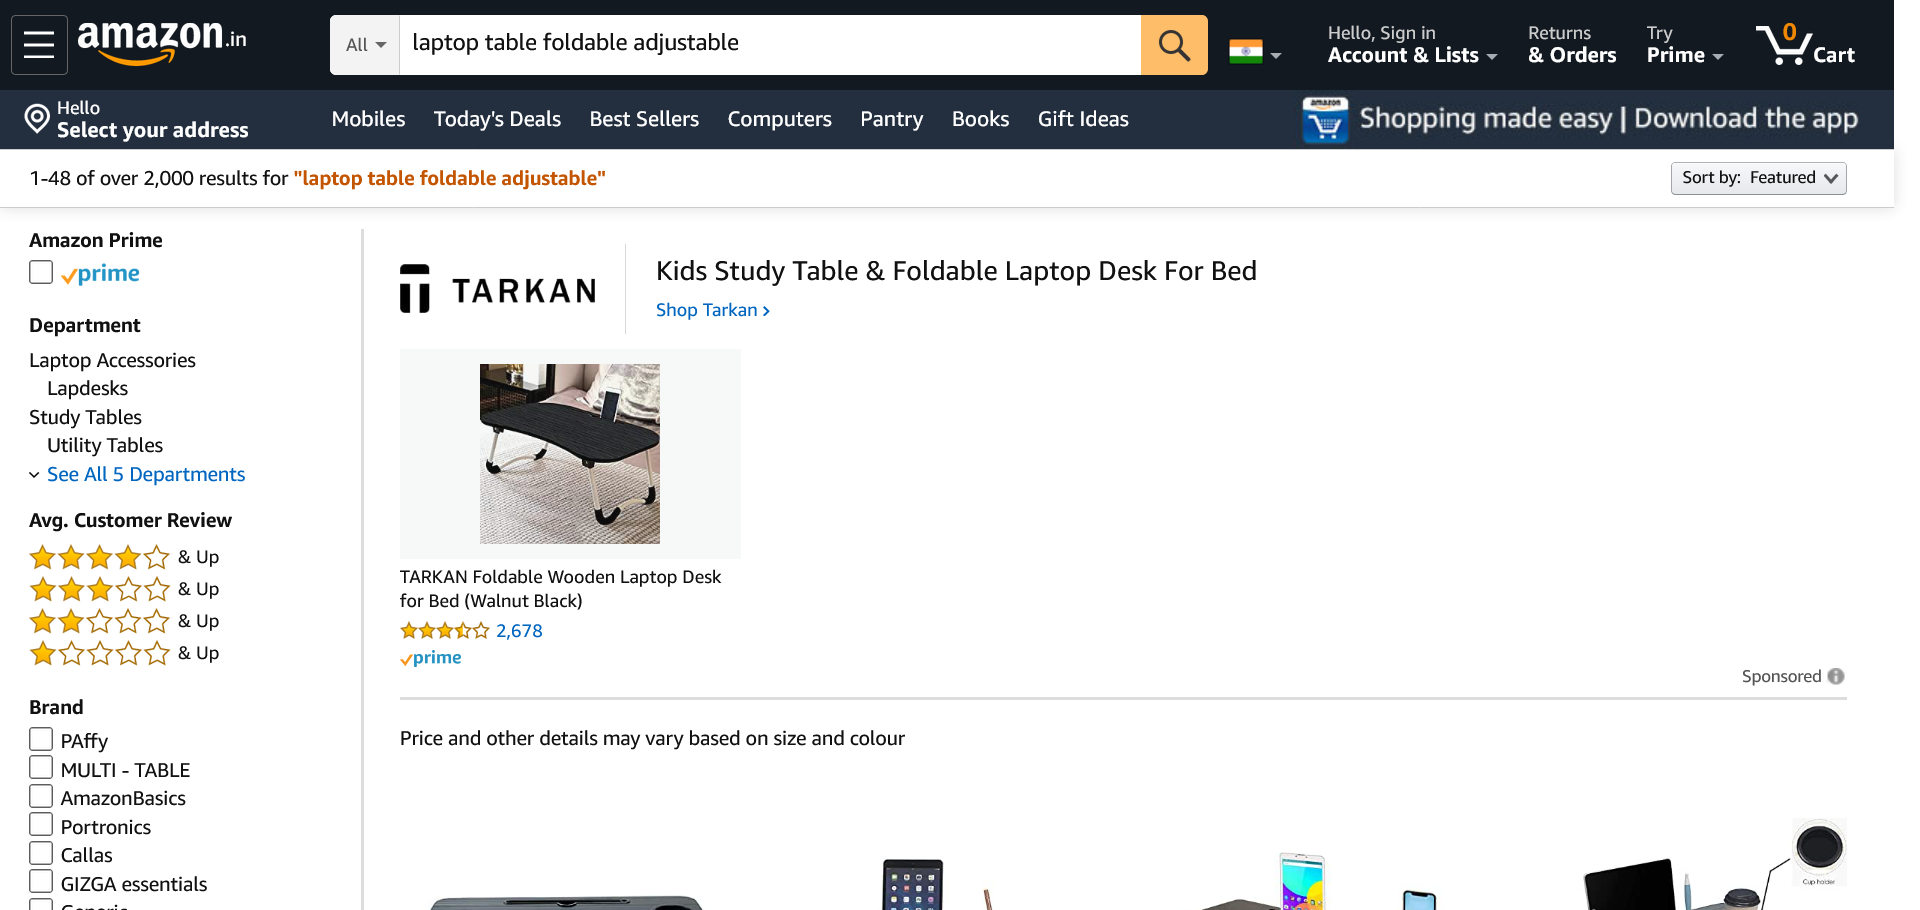 amazon.in
All
laptop table foldable adjustable
Hello, Sign in
Account & Lists
Returns
& Orders
Try
Prime
0
Cart
Hello
Select your address
Mobiles
Today's Deals
Best Sellers
Computers
Pantry
Books
Gift Ideas
amazon
Shopping made easy | Download the app
1-48 of over 2,000 results for "laptop table foldable adjustable"
Sort by: Featured
Amazon Prime
prime
Department
Laptop Accessories
Lapdesks
Study Tables
Utility Tables
See All 5 Departments
Avg. Customer Review
& Up
& Up
& Up
& Up
Brand
PAffy
MULTI - TABLE
AmazonBasics
Portronics
Callas
GIZGA essentials
Generic
TARKAN
Kids Study Table & Foldable Laptop Desk For Bed
Shop Tarkan ›
TARKAN Foldable Wooden Laptop Desk
for Bed (Walnut Black)
2,678
prime
Sponsored
Price and other details may vary based on size and colour
Cup holder